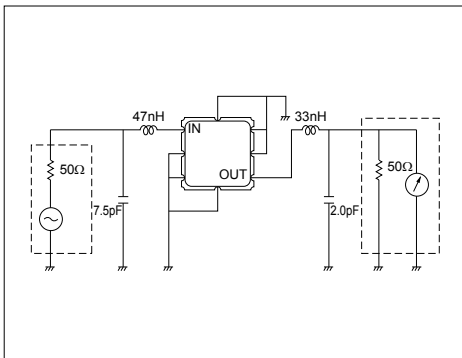 47nH
33nH
IN
50Ω
OUT
50Ω
7.5pF
2.0pF